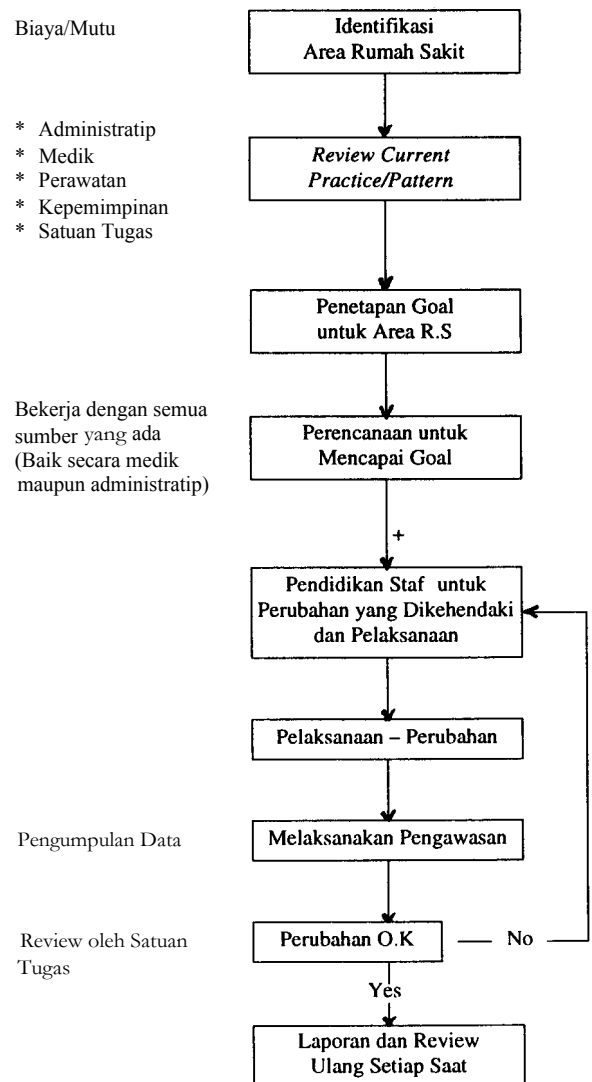 Biaya/Mutu
Identifikasi
Area Rumah Sakit
* Administratip
* Medik
* Perawatan
* Kepemimpinan
* Satuan Tugas
Review Current
Practice/Pattern
Penetapan Goal
untuk Area R.S
Bekerja dengan semua
sumber yang ada
(Baik secara medik
maupun administratip)
Perencanaan untuk
Mencapai Goal
+
Pendidikan Staf untuk
Perubahan yang Dikehendaki
dan Pelaksanaan
Pelaksanaan – Perubahan
Pengumpulan Data
Melaksanakan Pengawasan
Review oleh Satuan
Tugas
Perubahan O.K
No
Yes
Laporan dan Review
Ulang Setiap Saat